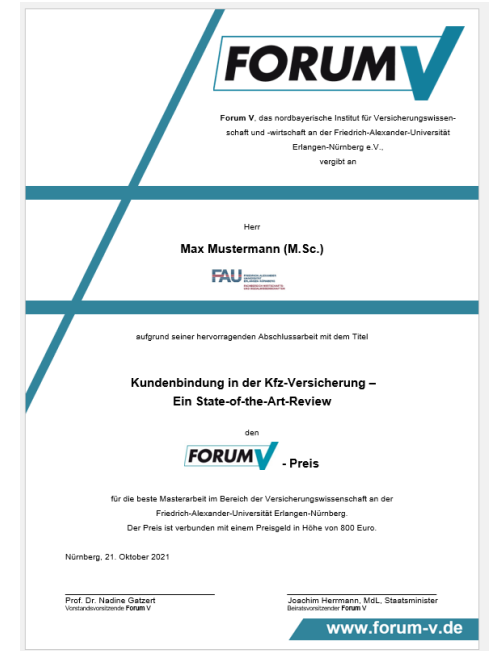 FORUM V
Forum V, das nordbayerische Institut für Versicherungswissen-
schaft und -wirtschaft an der Friedrich-Alexander-Universität
Erlangen-Nürnberg e.V.,
vergibt an
Herr
Max Mustermann (M.Sc.)
FAU
aufgrund seiner hervorragenden Abschlussarbeit mit dem Titel
Kundenbindung in der Kfz-Versicherung –
Ein State-of-the-Art-Review
den
FORUM V - Preis
für die beste Masterarbeit im Bereich der Versicherungswissenschaft an der
Friedrich-Alexander-Universität Erlangen-Nürnberg.
Der Preis ist verbunden mit einem Preisgeld in Höhe von 800 Euro.
Nürnberg, 21. Oktober 2021
Prof. Dr. Nadine Gatzert
Vorstandsvorsitzende Forum V
Joachim Herrmann, MdL, Staatsminister
Beiratsvorsitzender Forum V
www.forum-v.de